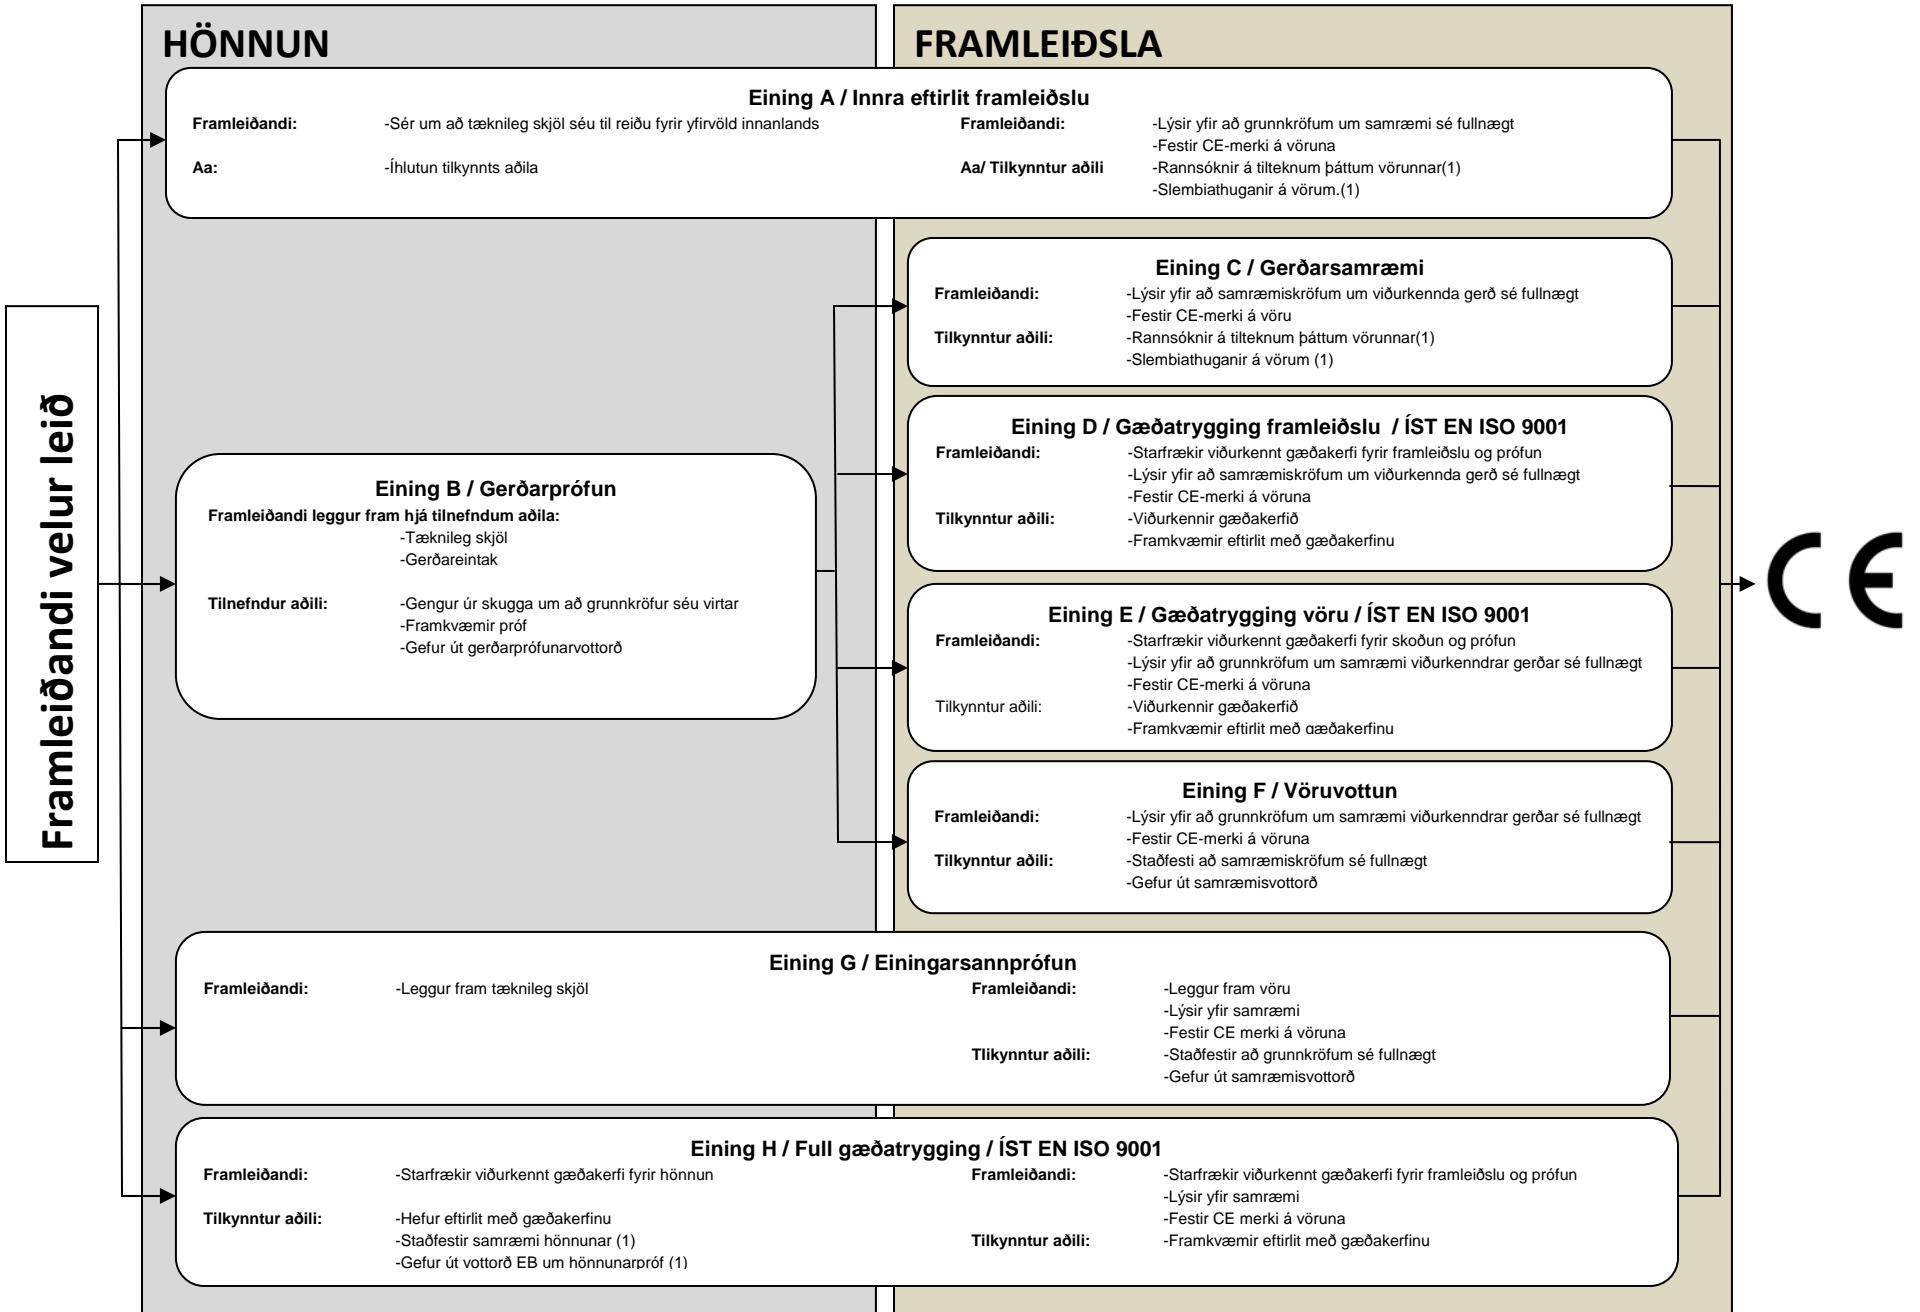 HÖNNUN
FRAMLEIÐSLA
Framleiðandi velur leið
Eining A / Innra eftirlit framleiðslu
Framleiðandi: -Sér um að tæknileg skjöl séu til reiðu fyrir yfirvöld innanlands
Aa: -Íhlutun tilkynnts aðila
Framleiðandi: -Lýsir yfir að grunnkröfum um samræmi sé fullnægt
-Festir CE-merki á vöruna
Aa/ Tilkynntur aðili -Rannsóknir á tilteknum þáttum vörunnar(1)
-Slembiathuganir á vörum.(1)
Eining B / Gerðarprófun
Framleiðandi leggur fram hjá tilnefndum aðila:
-Tæknileg skjöl
-Gerðareintak
Tilnefndur aðili: -Gengur úr skugga um að grunnkröfur séu virtar
-Framkvæmir próf
-Gefur út gerðarprófunarvottorð
Eining C / Gerðarsamræmi
Framleiðandi: -Lýsir yfir að samræmiskröfum um viðurkennda gerð sé fullnægt
-Festir CE-merki á vöru
Tilkynntur aðili: -Rannsóknir á tilteknum þáttum vörunnar(1)
-Slembiathuganir á vörum (1)
Eining D / Gæðatrygging framleiðslu / ÍST EN ISO 9001
Framleiðandi: -Starfrækir viðurkennt gæðakerfi fyrir framleiðslu og prófun
-Lýsir yfir að samræmiskröfum um viðurkennda gerð sé fullnægt
-Festir CE-merki á vöruna
Tilkynntur aðili: -Viðurkennir gæðakerfið
-Framkvæmir eftirlit með gæðakerfinu
Eining E / Gæðatrygging vöru / ÍST EN ISO 9001
Framleiðandi: -Starfrækir viðurkennt gæðakerfi fyrir skoðun og prófun
-Lýsir yfir að grunnkröfum um samræmi viðurkenndrar gerðar sé fullnægt
-Festir CE-merki á vöruna
Tilkynntur aðili: -Viðurkennir gæðakerfið
-Framkvæmir eftirlit með gæðakerfinu
Eining F / Vöruvottun
Framleiðandi: -Lýsir yfir að grunnkröfum um samræmi viðurkenndrar gerðar sé fullnægt
-Festir CE-merki á vöruna
Tilkynntur aðili: -Staðfesti að samræmiskröfum sé fullnægt
-Gefur út samræmisvottorð
Eining G / Einingarsannprófun
Framleiðandi: -Leggur fram tæknileg skjöl
Framleiðandi: -Leggur fram vöru
-Lýsir yfir samræmi
-Festir CE merki á vöruna
Tlikynntur aðili: -Staðfestir að grunnkröfum sé fullnægt
-Gefur út samræmisvottorð
Eining H / Full gæðatrygging / ÍST EN ISO 9001
Framleiðandi: -Starfrækir viðurkennt gæðakerfi fyrir hönnun
Tilkynntur aðili: -Hefur eftirlit með gæðakerfinu
-Staðfestir samræmi hönnunar (1)
-Gefur út vottorð EB um hönnunarpróf (1)
Framleiðandi: -Starfrækir viðurkennt gæðakerfi fyrir framleiðslu og prófun
-Lýsir yfir samræmi
-Festir CE merki á vöruna
Tilkynntur aðili: -Framkvæmir eftirlit með gæðakerfinu
CE